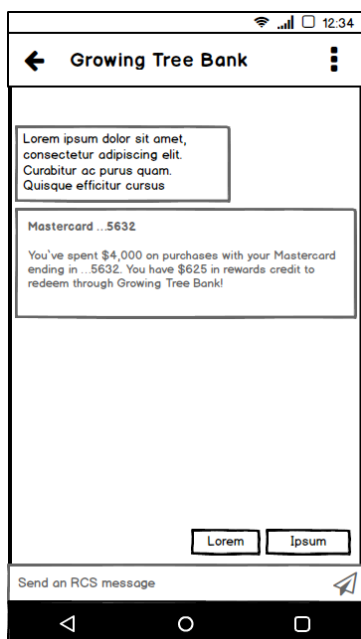 12:34
Growing Tree Bank
Lorem ipsum dolor sit amet,
consectetur adipiscing elit.
Curabitur ac purus quam.
Quisque efficitur cursus
Mastercard ...5632
You've spent $4,000 on purchases with your Mastercard
ending in ...5632. You have $625 in rewards credit to
redeem through Growing Tree Bank!
Lorem
Ipsum
Send an RCS message